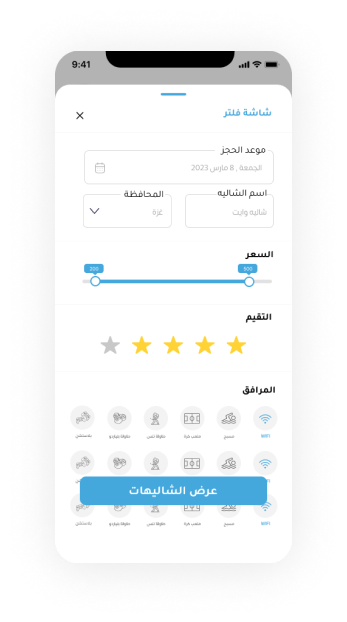 9:41
شاشة فلتر
موعد الحجز
الجمعة , 8 مارس 2023
اسم الشاليه
المحافظة
شاليه وايت
غزة
السعر
200
500
التقيم
المرافق
WIFI
مسبح
ملعب كرة
طاولة تنس
طاولة بلياردو
عرض الشاليهات
WIFI
مسبح
ملعب كرة
طاولة تنس
طاولة بلياردو